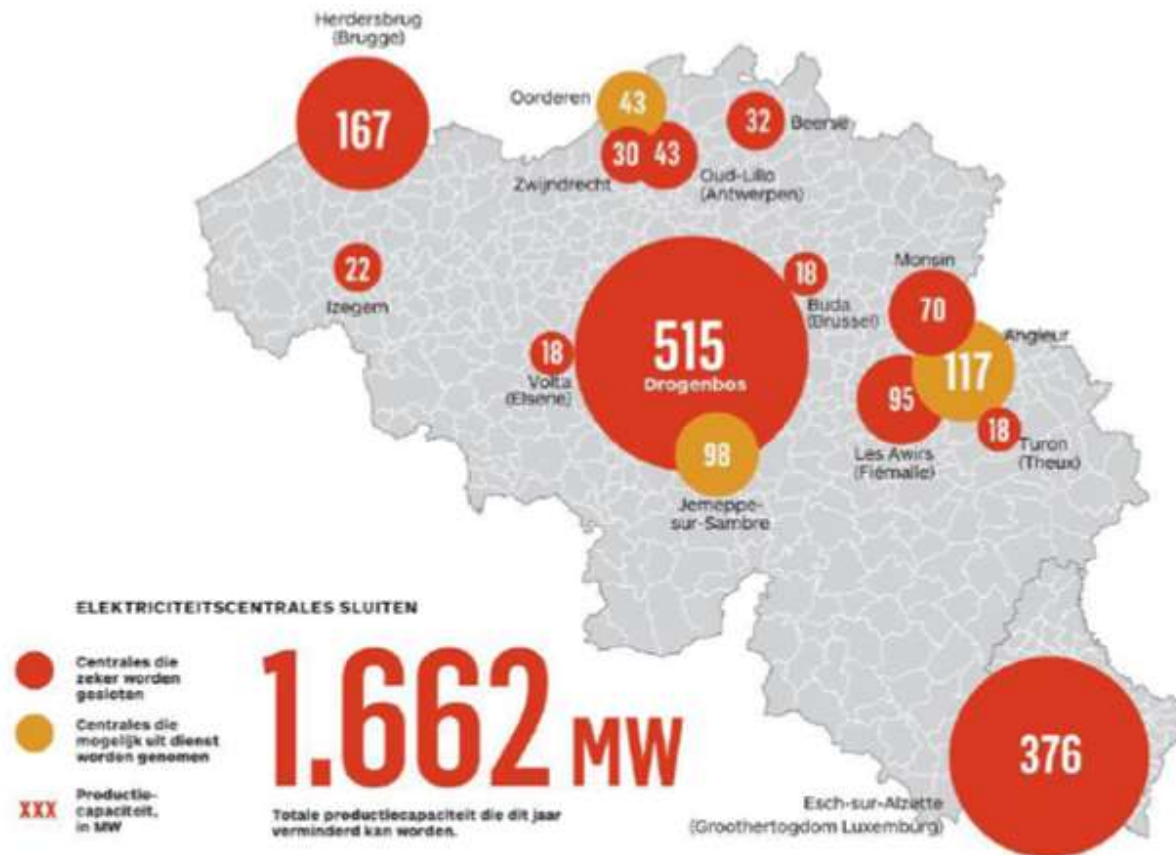 Herdersbrug
(Brugge)
167
Oorderen
43
32
Beerse
30
43
Zwijndrecht
Oud-Lillo
(Antwerpen)
22
Izegem
18
Buda
(Brussel)
Monsin
70
515
Drogenbos
18
Volta
(Elsene)
Angleur
117
95
18
Turon
(Theux)
Les Awirs
(Flémalle)
98
Jemeppe-
sur-Sambre
ELEKTRICITEITSCENTRALES SLUITEN
Centrales die
zeker worden
gesloten
Centrales die
mogelijk uit dienst
worden genomen
XXX
Productie-
capaciteit,
in MW
1.662 MW
Totale productiecapaciteit die dit jaar
verminderd kan worden.
376
Esch-sur-Alzette
(Groothertogdom Luxemburg)